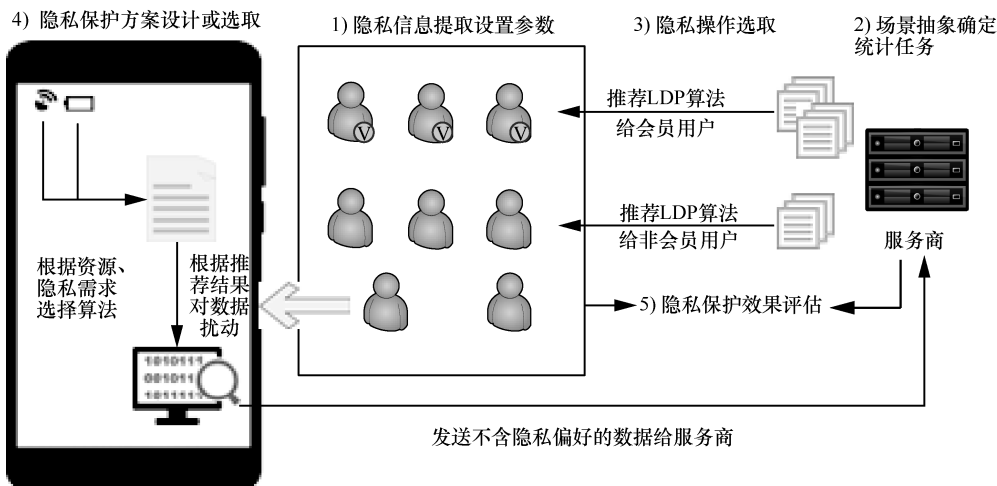 4) 隐私保护方案设计或选取
1) 隐私信息提取设置参数
3) 隐私操作选取
2) 场景抽象确定
统计任务
V
V
V
推荐LDP算法
给会员用户
推荐LDP算法
给非会员用户
服务商
根据资源、
隐私需求
选择算法
根据推
荐结果
对数据
扰动
5) 隐私保护效果评估
1010111
001011
1011111
发送不含隐私偏好的数据给服务商